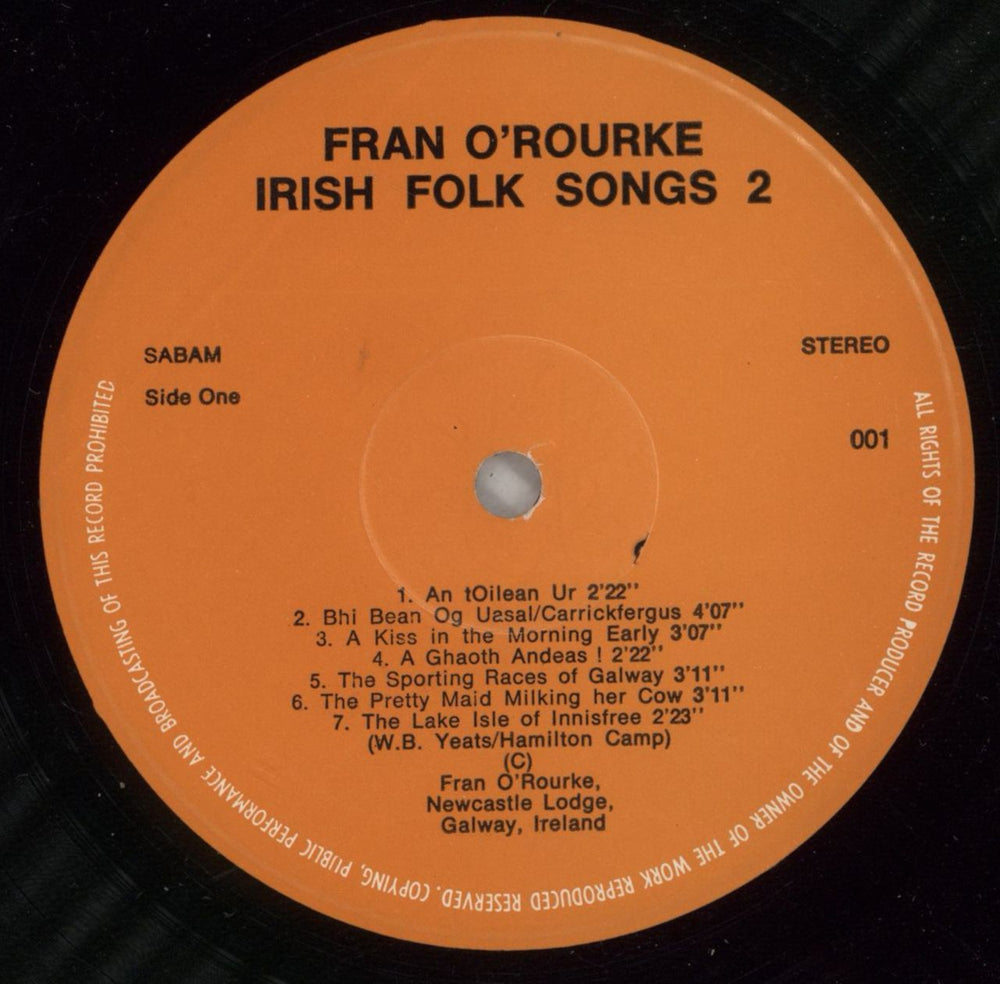 FRAN O'ROURKE
IRISH FOLK SONGS 2
SABAM
STEREO
Side One
001
1. An tOilean Ur 2'22''
2. Bhi Bean Og Uasal/Carrickfergus 4'07''
3. A Kiss in the Morning Early 3'07''
4. A Ghaoth Andeas ! 2'22''
5. The Sporting Races of Galway 3'11''
6. The Pretty Maid Milking her Cow 3'11''
7. The Lake Isle of Innisfree 2'23''
(W.B. Yeats/Hamilton Camp)
(C)
Fran O'Rourke,
Newcastle Lodge,
Galway, Ireland
ALL RIGHTS OF THE RECORD PRODUCER AND OF THE OWNER OF THE WORK REPRODUCED RESERVED. COPYING, PUBLIC PERFORMANCE AND BROADCASTING OF THIS RECORD PROHIBITED